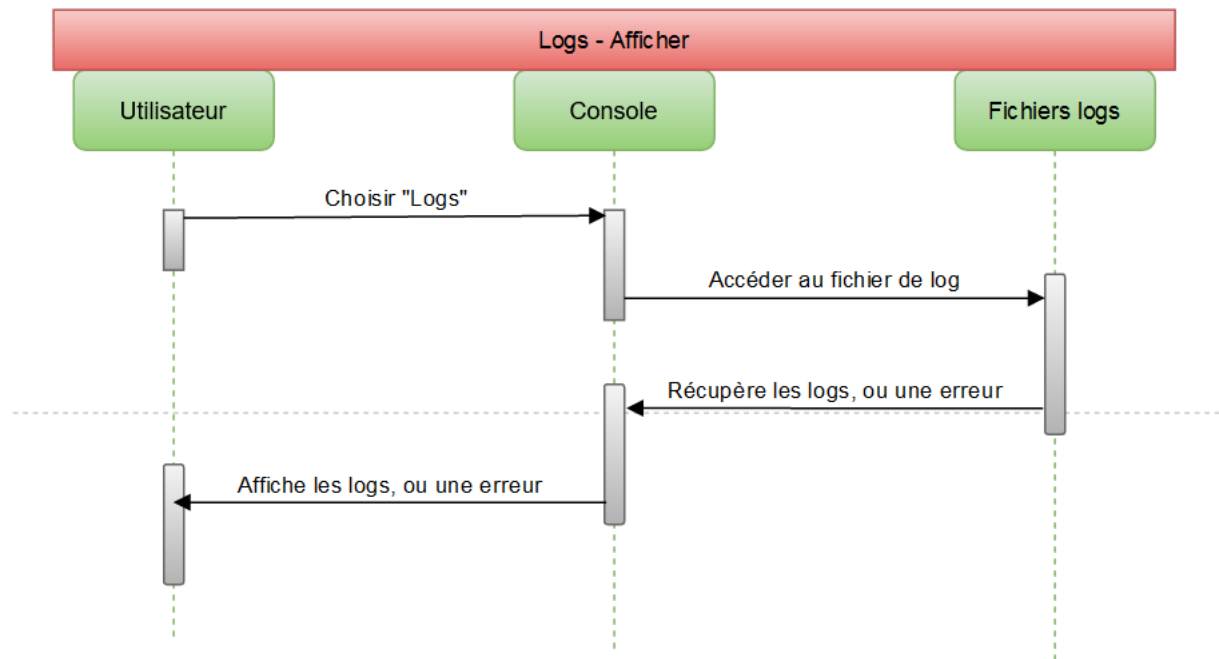 Logs - Afficher
Utilisateur
Console
Fichiers logs
Choisir "Logs"
Accéder au fichier de log
Récupère les logs, ou une erreur
Affiche les logs, ou une erreur